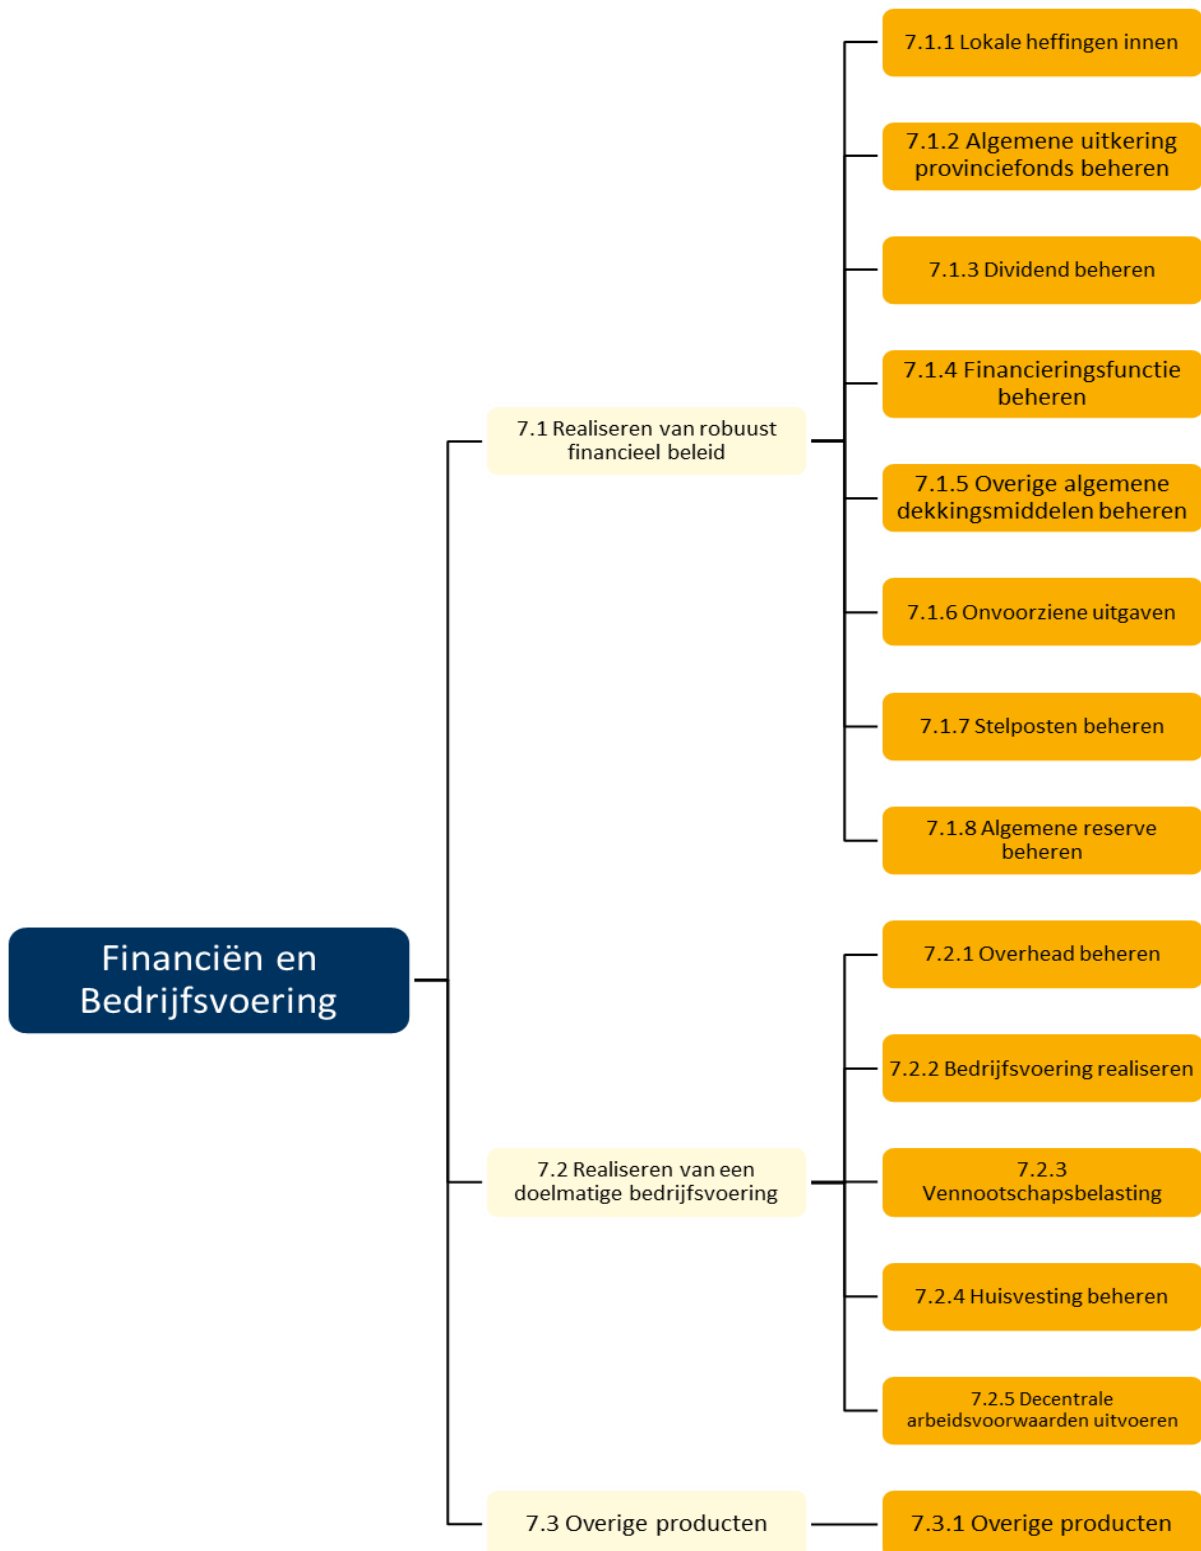 Financiën en
Bedrijfsvoering
7.1 Realiseren van robuust
financieel beleid
7.1.1 Lokale heffingen innen
7.1.2 Algemene uitkering
provinciefonds beheren
7.1.3 Dividend beheren
7.1.4 Financieringsfunctie
beheren
7.1.5 Overige algemene
dekkingsmiddelen beheren
7.1.6 Onvoorziene uitgaven
7.1.7 Stelposten beheren
7.1.8 Algemene reserve
beheren
7.2 Realiseren van een
doelmatige bedrijfsvoering
7.2.1 Overhead beheren
7.2.2 Bedrijfsvoering realiseren
7.2.3
Vennootschapsbelasting
7.2.4 Huisvesting beheren
7.2.5 Decentrale
arbeidsvoorwaarden uitvoeren
7.3 Overige producten
7.3.1 Overige producten